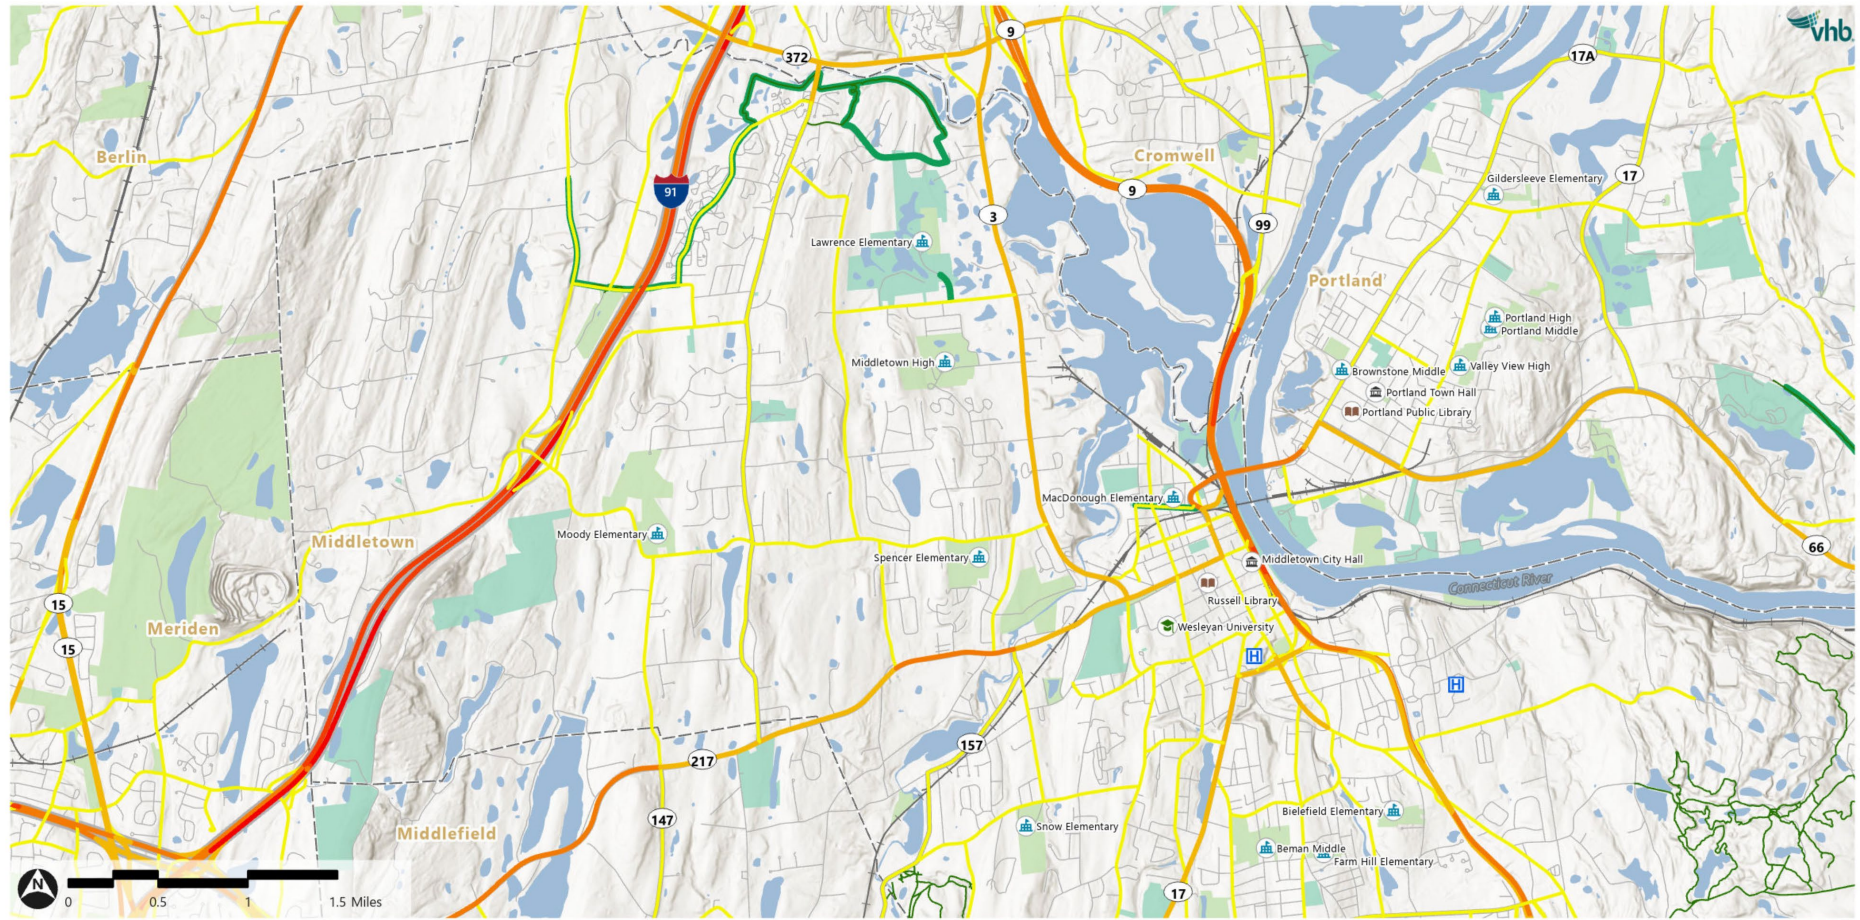 vhb
9
372
17A
Berlin
Cromwell
17
Gildersleeve Elementary
91
9
3
99
Lawrence Elementary
Portland
Portland High
Portland Middle
Middletown High
Valley View High
Brownstone Middle
Portland Town Hall
Portland Public Library
MacDonough Elementary
Moody Elementary
Middletown
66
Spencer Elementary
Middletown City Hall
Connecticut River
15
Russell Library
Meriden
Wesleyan University
H
15
H
157
217
147
Bielefield Elementary
Snow Elementary
Middlefield
Beman Middle
Farm Hill Elementary
N
17
0 0.5 1 1.5 Miles